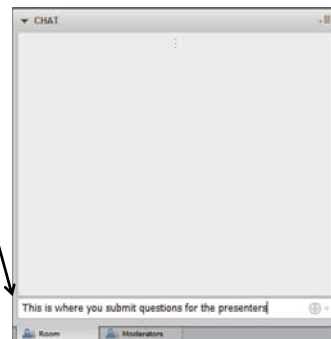 CHAT
This is where you submit questions for the presenters
Room Moderators